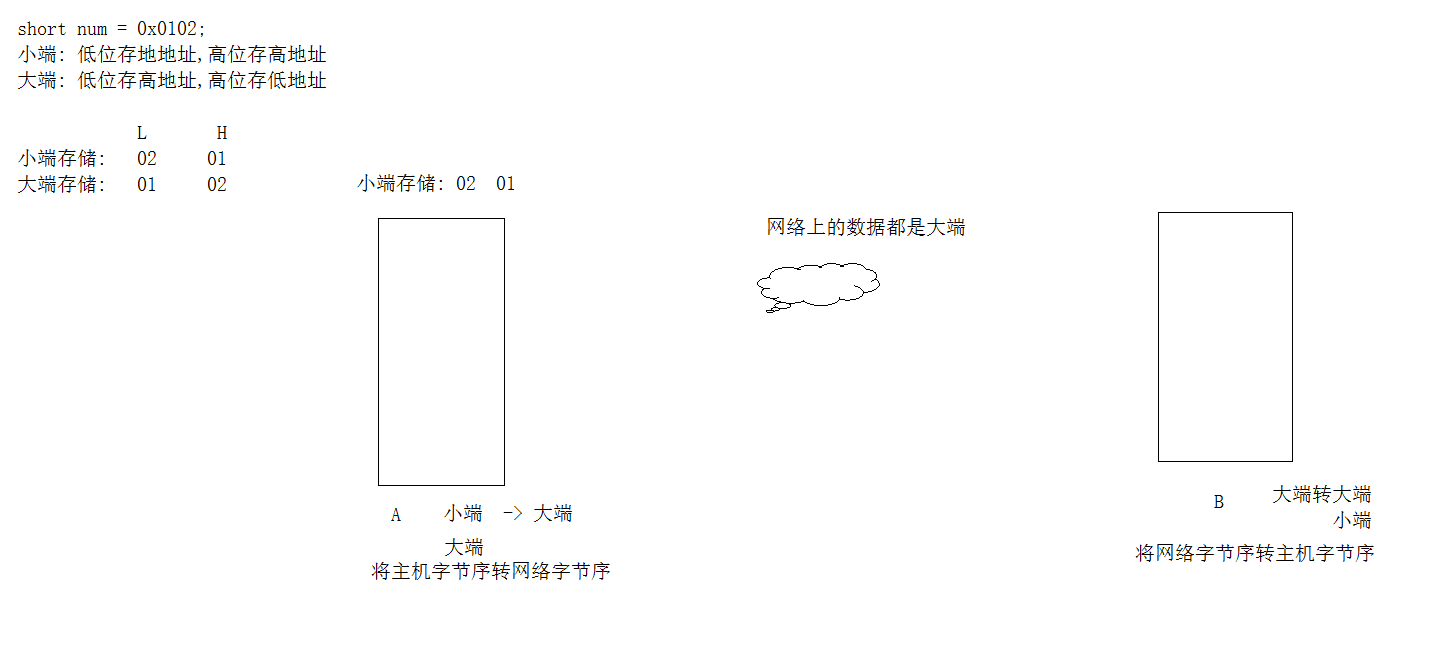 short num = 0x0102;
小端: 低位存地地址,高位存高地址
大端: 低位存高地址,高位存低地址
L H
小端存储: 02 01
大端存储: 01 02
小端存储: 02 01
网络上的数据都是大端
A 小端 -> 大端
大端
将主机字节序转网络字节序
B 大端转大端
小端
将网络字节序转主机字节序